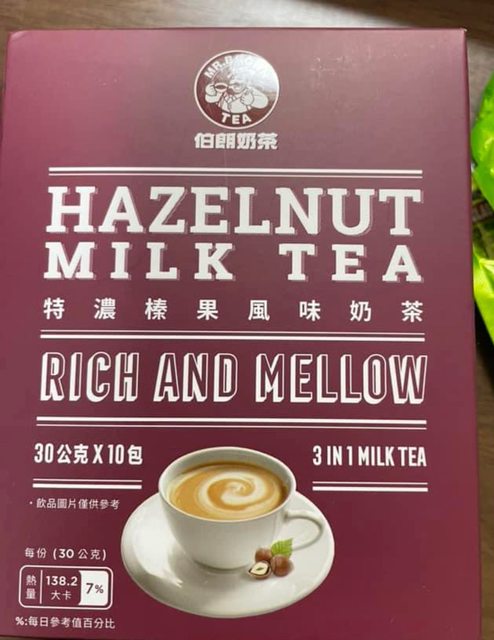 MR.BROWN
TEA
伯朗奶茶
HAZELNUT
MILK TEA
特濃榛果風味奶茶
RICH AND MELLOW
30公克X10包
3 IN 1 MILK TEA
・飲品圖片僅供參考
每份 (30公克)
熱量 138.2大卡 7%
%:每日參考值百分比